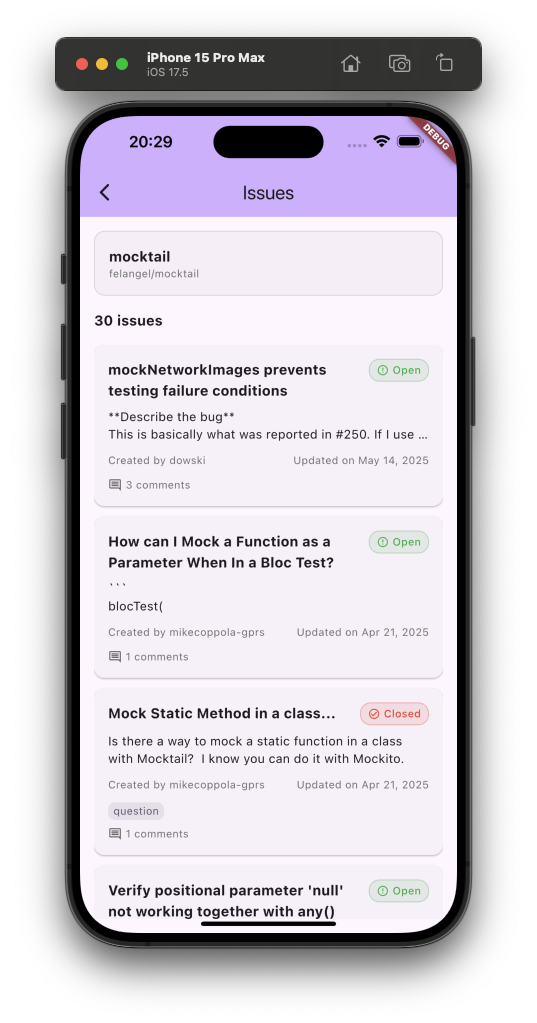 iPhone 15 Pro Max
iOS 17.5
20:29
DEBUG
Issues
mocktail
felangel/mocktail
30 issues
mockNetworkImages prevents
testing failure conditions
Open
**Describe the bug**
This is basically what was reported in #250. If I use ...
Created by dowski
Updated on May 14, 2025
3 comments
How can I Mock a Function as a
Parameter When In a Bloc Test?
Open
```
blocTest(
Created by mikecoppola-gprs
Updated on Apr 21, 2025
1 comments
Mock Static Method in a class...
Closed
Is there a way to mock a static function in a class
with Mocktail?  I know you can do it with Mockito.
Created by mikecoppola-gprs
Updated on Apr 21, 2025
question
1 comments
Verify positional parameter 'null'
not working together with any()
Open